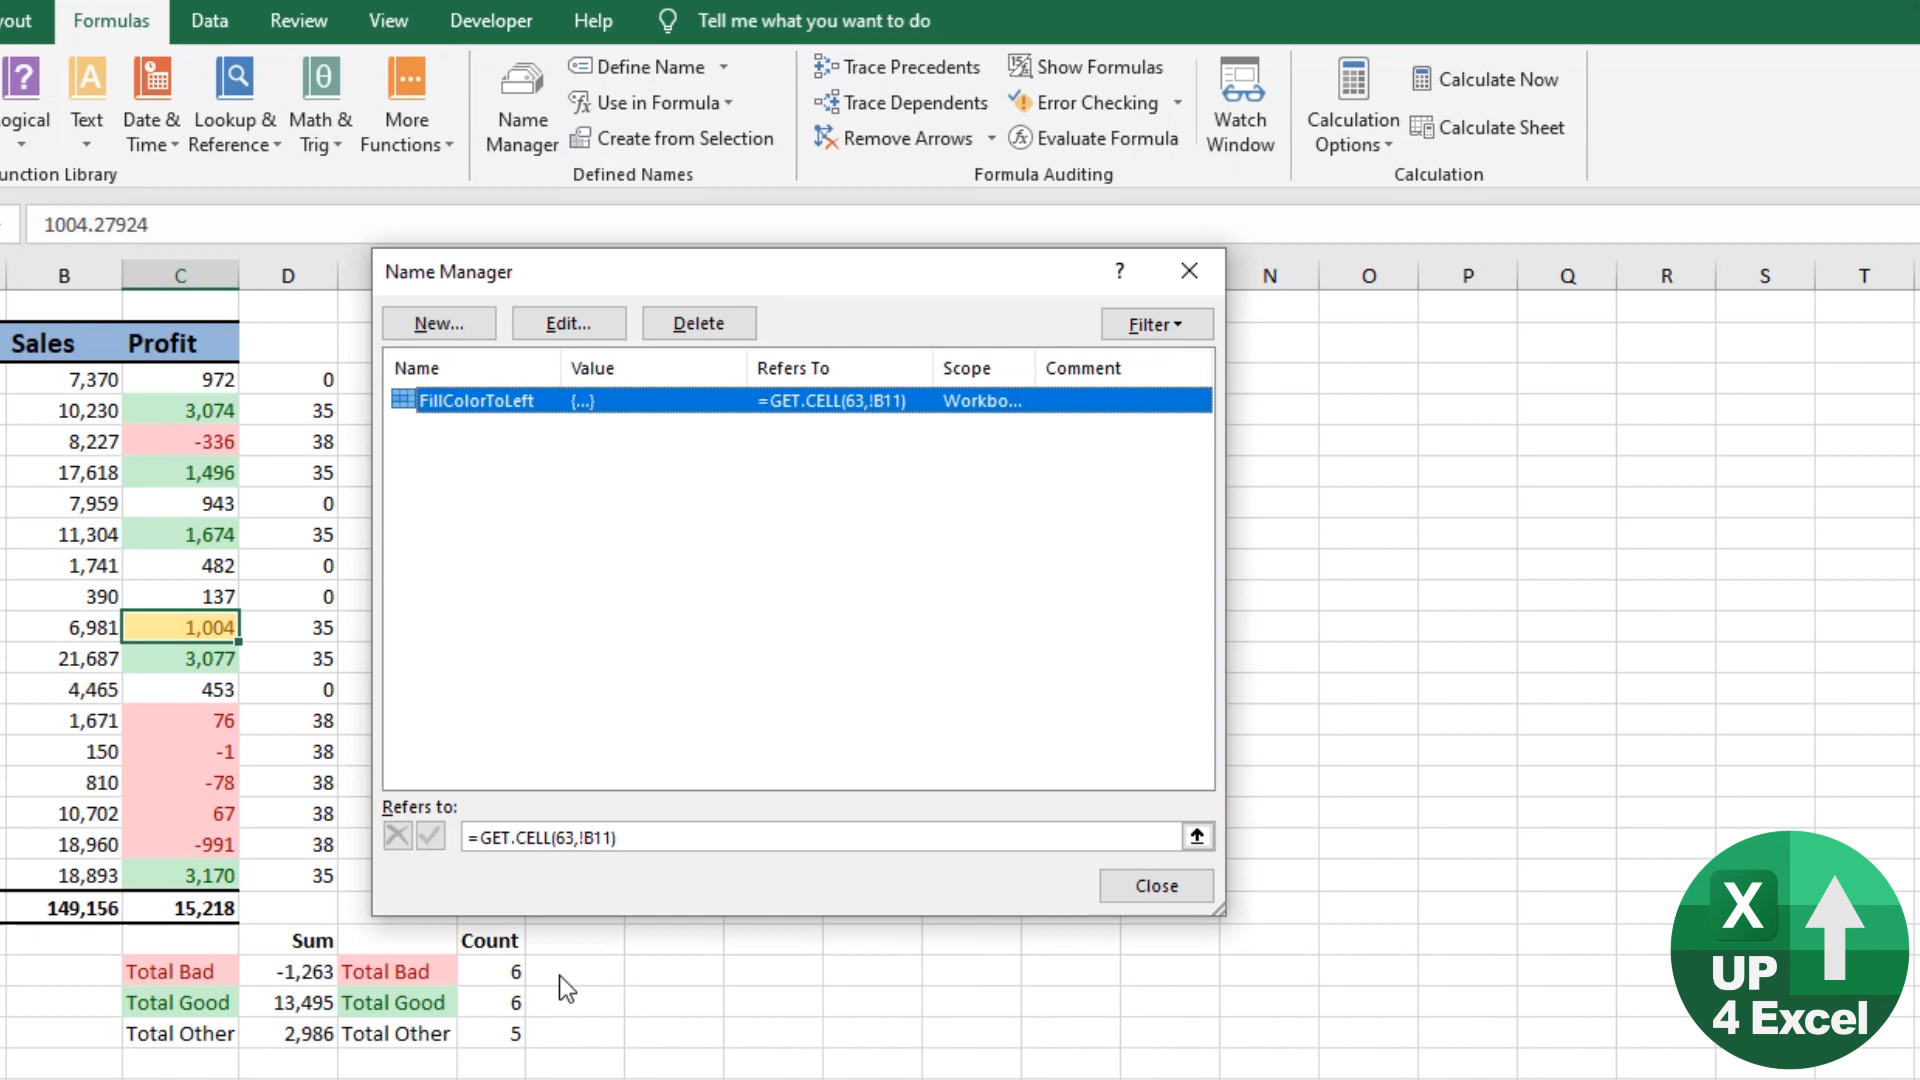 yout Formulas Data Review View Developer Help Tell me what you want to do
ogical
Text
Date &
Time
Lookup &
Reference
Math &
Trig
More
Functions
unction Library
Name
Manager
Define Name
Use in Formula
Create from Selection
Defined Names
Trace Precedents
Trace Dependents
Remove Arrows
Show Formulas
Error Checking
Evaluate Formula
Formula Auditing
Watch
Window
Calculation
Options
Calculate Now
Calculate Sheet
Calculation
1004.27924
B C D N O P Q R S T
Sales Profit
7,370 972 0
10,230 3,074 35
8,227 -336 38
17,618 1,496 35
7,959 943 0
11,304 1,674 35
1,741 482 0
390 137 0
6,981 1,004 35
21,687 3,077 35
4,465 453 0
1,671 76 38
150 -1 38
810 -78 38
10,702 67 38
18,960 -991 38
18,893 3,170 35
149,156 15,218
Sum Count
Total Bad -1,263 Total Bad 6
Total Good 13,495 Total Good 6
Total Other 2,986 Total Other 5
Name Manager ?
New... Edit... Delete Filter
Name Value Refers To Scope Comment
FillColorToLeft {...} =GET.CELL(63,!B11) Workbo...
Refers to:
=GET.CELL(63,!B11)
Close
X
UP
4 Excel